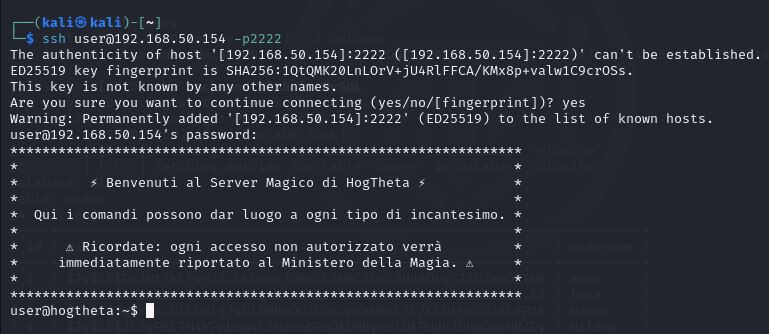 ┌──(kali㉿kali)-[~]
└─$ ssh user@192.168.50.154 -p2222
The authenticity of host '[192.168.50.154]:2222 ([192.168.50.154]:2222)' can't be established.
ED25519 key fingerprint is SHA256:1QtQMK20LnLOrV+jU4RlFFCA/KMx8p+valw1C9crOSs.
This key is not known by any other names.
Are you sure you want to continue connecting (yes/no/[fingerprint])? yes
Warning: Permanently added '[192.168.50.154]:2222' (ED25519) to the list of known hosts.
user@192.168.50.154's password:
****************************************************************
* *
* ⚡ Benvenuti al Server Magico di HogTheta ⚡ *
* *
* Qui i comandi possono dar luogo a ogni tipo di incantesimo. *
* *
* ⚠ Ricordate: ogni accesso non autorizzato verrà *
* immediatamente riportato al Ministero della Magia. ⚠ *
* *
****************************************************************
user@hogtheta:~$